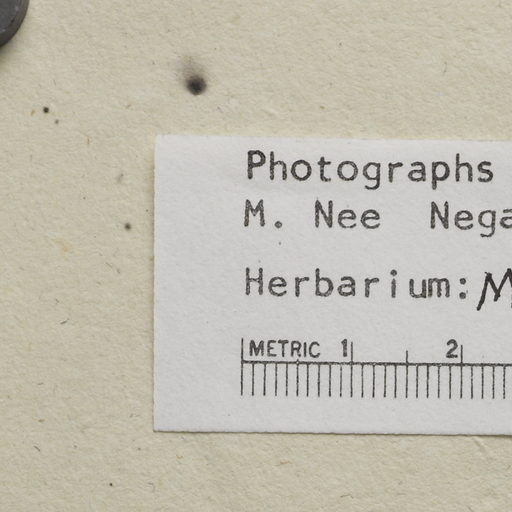 Photographs
M. Nee Nega
Herbarium: M
METRIC 1 2